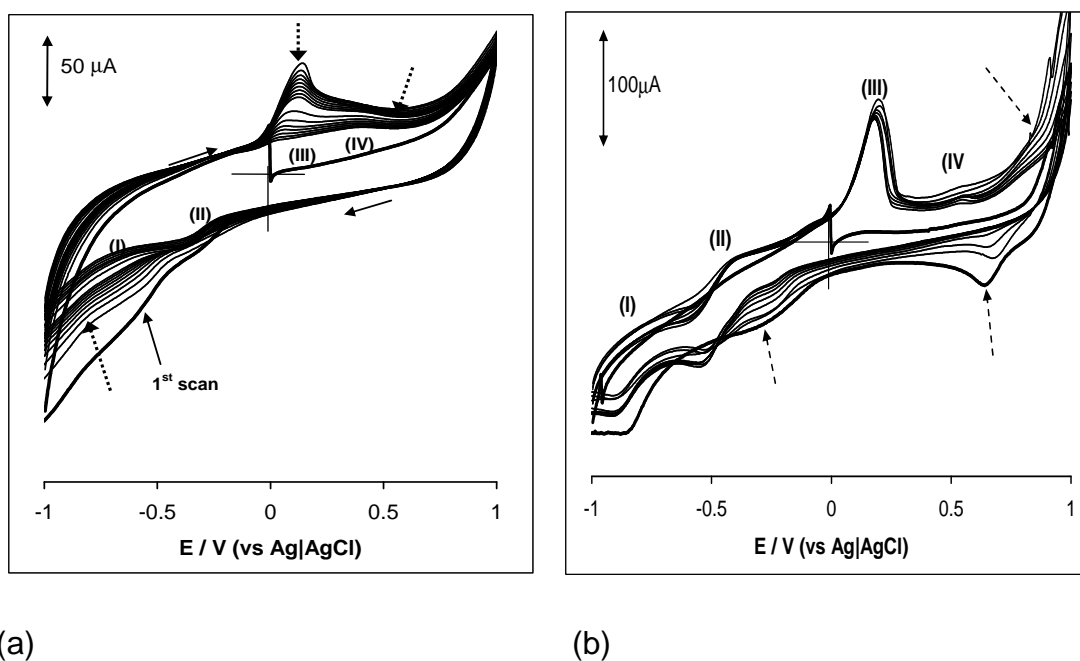 50 μA
(III)
(IV)
(II)
(I)
1st scan
-1 -0.5 0 0.5 1
E / V (vs Ag|AgCl)
100μA
(III)
(IV
(II)
(I)
-1 -0.5 0 0.5 1
E / V (vs Ag|AgCl)
(a)
(b)